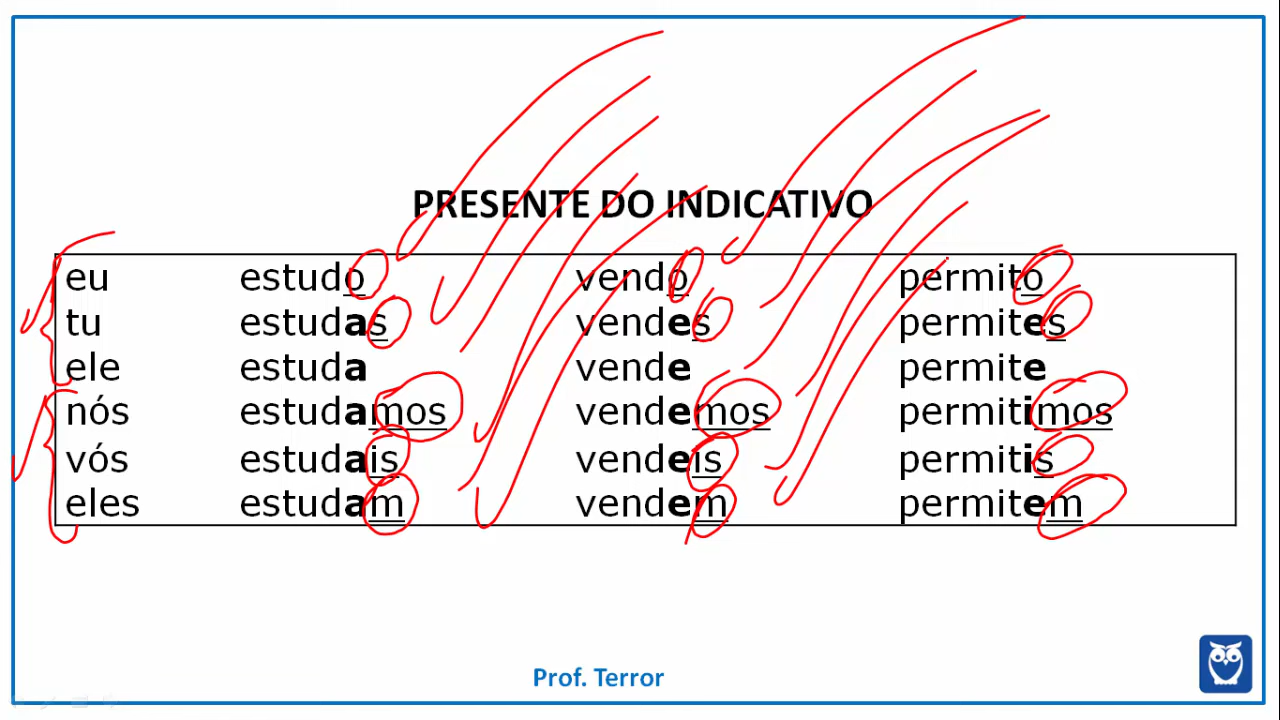 PRESENTE DO INDICATIVO
eu estudo vendo permito
tu estudas vendes permites
ele estuda vende permite
nós estudamos vendemos permitimos
vós estudais vendeis permitis
eles estudam vendem permitem
Prof. Terror